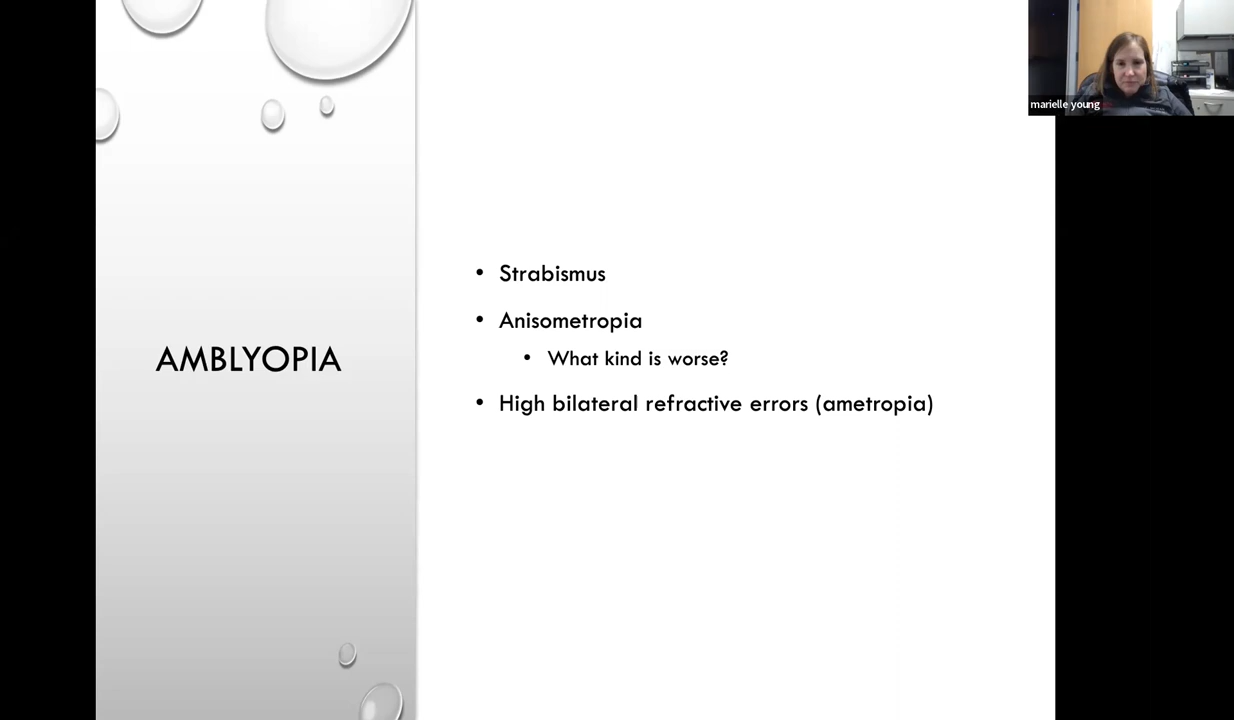 marielle young
AMBLYOPIA
• Strabismus
• Anisometropia
• What kind is worse?
• High bilateral refractive errors (ametropia)